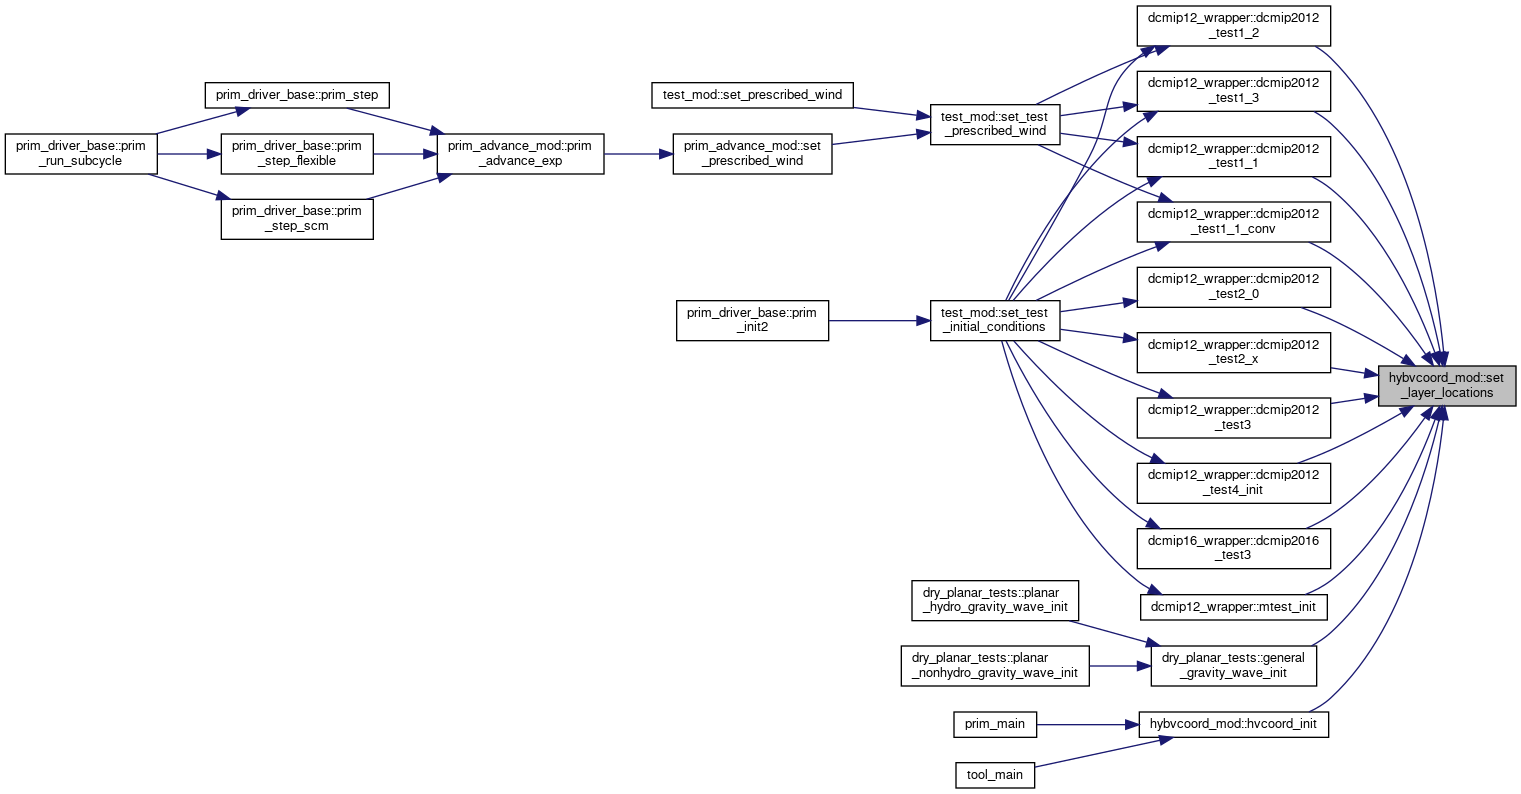 dcmip12_wrapper::dcmip2012
_test1_2
dcmip12_wrapper::dcmip2012
_test1_3
prim_driver_base::prim_step
test_mod::set_prescribed_wind
test_mod::set_test
_prescribed_wind
prim_driver_base::prim
_run_subcycle
prim_driver_base::prim
_step_flexible
prim_advance_mod::prim
_advance_exp
prim_advance_mod::set
_prescribed_wind
dcmip12_wrapper::dcmip2012
_test1_1
prim_driver_base::prim
_step_scm
dcmip12_wrapper::dcmip2012
_test1_1_conv
dcmip12_wrapper::dcmip2012
_test2_0
prim_driver_base::prim
_init2
test_mod::set_test
_initial_conditions
dcmip12_wrapper::dcmip2012
_test2_x
hybvcoord_mod::set
_layer_locations
dcmip12_wrapper::dcmip2012
_test3
dcmip12_wrapper::dcmip2012
_test4_init
dcmip16_wrapper::dcmip2016
_test3
dry_planar_tests::planar
_hydro_gravity_wave_init
dcmip12_wrapper::mtest_init
dry_planar_tests::planar
_nonhydro_gravity_wave_init
dry_planar_tests::general
_gravity_wave_init
prim_main
hybvcoord_mod::hvcoord_init
tool_main